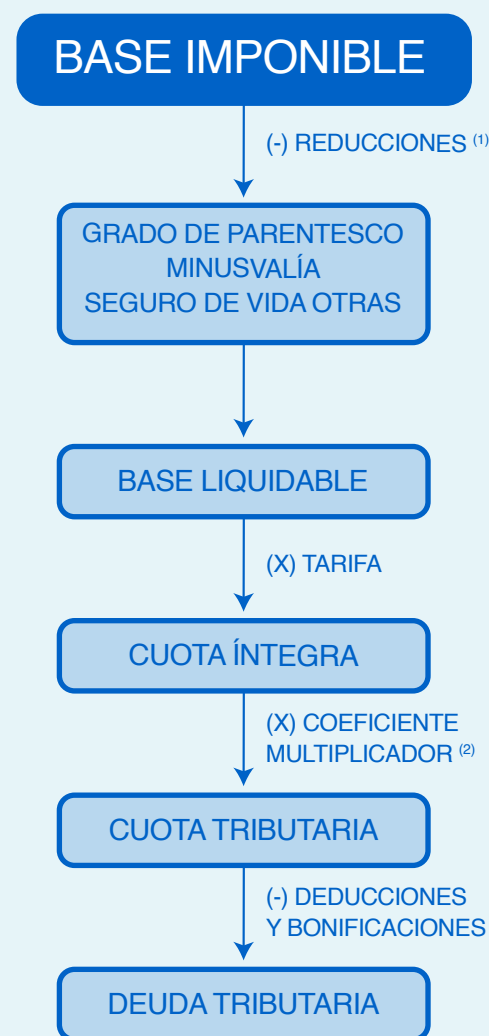 BASE IMPONIBLE
(-) REDUCCIONES (1)
GRADO DE PARENTESCO
MINUSVALÍA
SEGURO DE VIDA OTRAS
BASE LIQUIDABLE
(X) TARIFA
CUOTA ÍNTEGRA
(X) COEFICIENTE
MULTIPLICADOR (2)
CUOTA TRIBUTARIA
(-) DEDUCCIONES
Y BONIFICACIONES
DEUDA TRIBUTARIA